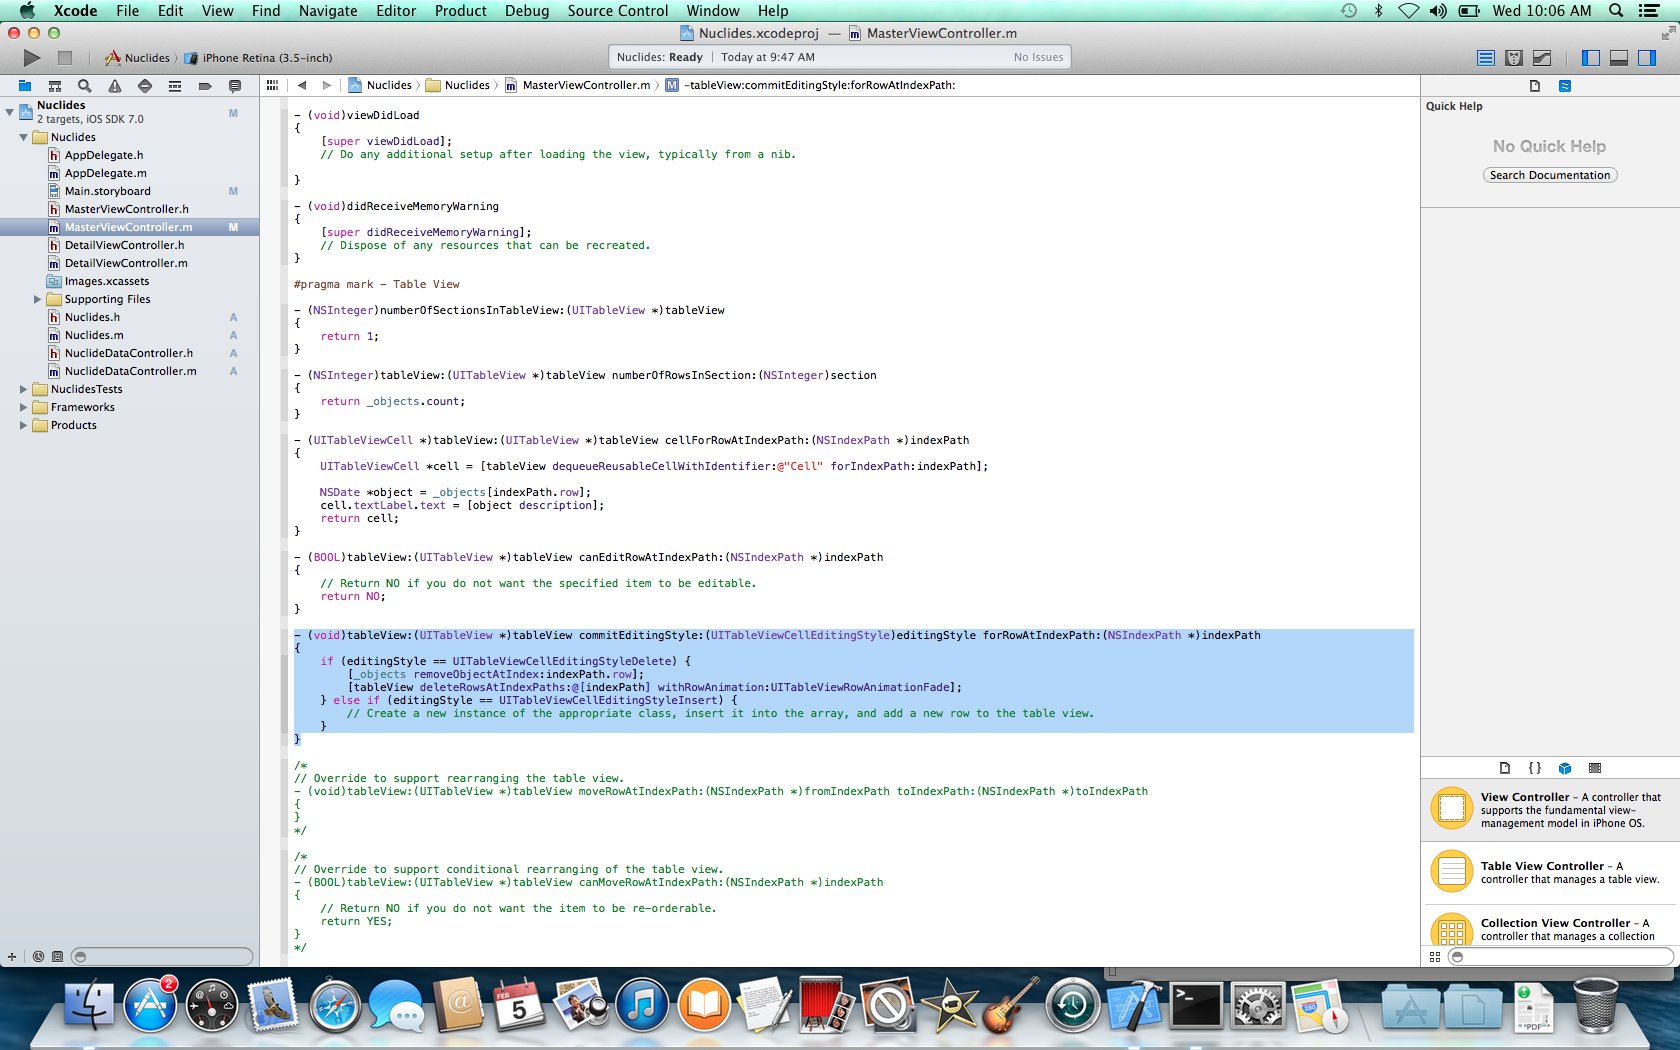 Xcode File Edit View Find Navigate Editor Product Debug Source Control Window Help Wed 10:06 AM
Nuclides.xcodeproj — MasterViewController.m
Nuclides iPhone Retina (3.5-inch) Nuclides: Ready Today at 9:47 AM No Issues
Nuclides Nuclides MasterViewController.m M -tableView:commitEditingStyle:forRowAtIndexPath:
Nuclides
2 targets, iOS SDK 7.0 M
Nuclides
h AppDelegate.h
m AppDelegate.m
Main.storyboard M
h MasterViewController.h
m MasterViewController.m M
h DetailViewController.h
m DetailViewController.m
Images.xcassets
Supporting Files
h Nuclides.h A
m Nuclides.m A
h NuclideDataController.h A
m NuclideDataController.m A
NuclidesTests
Frameworks
Products
- (void)viewDidLoad
{
[super viewDidLoad];
// Do any additional setup after loading the view, typically from a nib.
}
- (void)didReceiveMemoryWarning
{
[super didReceiveMemoryWarning];
// Dispose of any resources that can be recreated.
}
#pragma mark - Table View
- (NSInteger)numberOfSectionsInTableView:(UITableView *)tableView
{
return 1;
}
- (NSInteger)tableView:(UITableView *)tableView numberOfRowsInSection:(NSInteger)section
{
return _objects.count;
}
- (UITableViewCell *)tableView:(UITableView *)tableView cellForRowAtIndexPath:(NSIndexPath *)indexPath
{
UITableViewCell *cell = [tableView dequeueReusableCellWithIdentifier:@"Cell" forIndexPath:indexPath];
NSDate *object = _objects[indexPath.row];
cell.textLabel.text = [object description];
return cell;
}
- (BOOL)tableView:(UITableView *)tableView canEditRowAtIndexPath:(NSIndexPath *)indexPath
{
// Return NO if you do not want the specified item to be editable.
return NO;
}
- (void)tableView:(UITableView *)tableView commitEditingStyle:(UITableViewCellEditingStyle)editingStyle forRowAtIndexPath:(NSIndexPath *)indexPath
{
if (editingStyle == UITableViewCellEditingStyleDelete) {
[_objects removeObjectAtIndex:indexPath.row];
[tableView deleteRowsAtIndexPaths:@[indexPath] withRowAnimation:UITableViewRowAnimationFade];
} else if (editingStyle == UITableViewCellEditingStyleInsert) {
// Create a new instance of the appropriate class, insert it into the array, and add a new row to the table view.
}
}
/*
// Override to support rearranging the table view.
- (void)tableView:(UITableView *)tableView moveRowAtIndexPath:(NSIndexPath *)fromIndexPath toIndexPath:(NSIndexPath *)toIndexPath
{
}
*/
/*
// Override to support conditional rearranging of the table view.
- (BOOL)tableView:(UITableView *)tableView canMoveRowAtIndexPath:(NSIndexPath *)indexPath
{
// Return NO if you do not want the item to be re-orderable.
return YES;
}
*/
Quick Help
No Quick Help
Search Documentation
{ }
View Controller - A controller that
supports the fundamental view-
management model in iPhone OS.
Table View Controller - A
controller that manages a table view.
Collection View Controller - A
controller that manages a collection
2
FEB
5
PDF